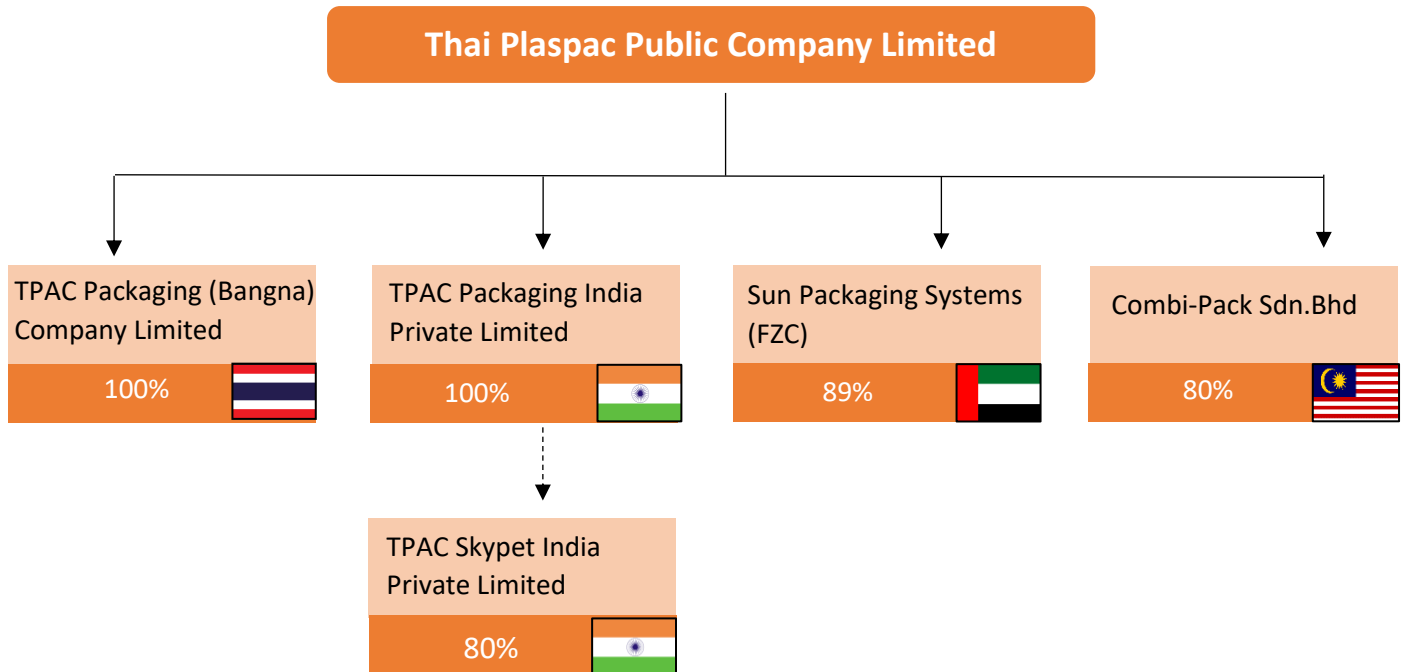 Thai Plaspac Public Company Limited
TPAC Packaging (Bangna)
Company Limited
100%
TPAC Packaging India
Private Limited
100%
Sun Packaging Systems
(FZC)
89%
Combi-Pack Sdn.Bhd
80%
TPAC Skypet India
Private Limited
80%